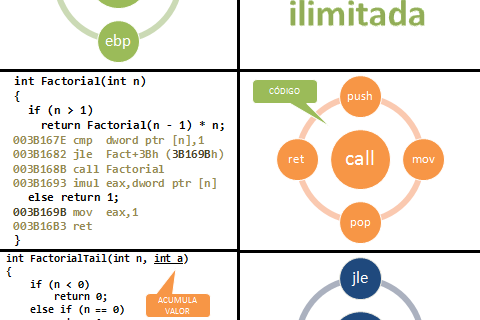 ebp
ilimitada
int Factorial(int n)
{
if (n > 1)
return Factorial(n - 1) * n;
003B167E cmp dword ptr [n],1
003B1682 jle Fact+3Bh (3B169Bh)
003B168B call Factorial
003B1693 imul eax,dword ptr [n]
else return 1;
003B169B mov eax,1
003B16B3 ret
}
CÓDIGO
push
ret
call
mov
pop
int FactorialTail(int n, int a)
{
if (n < 0)
return 0;
else if (n == 0)
ACUMULA
VALOR
jle